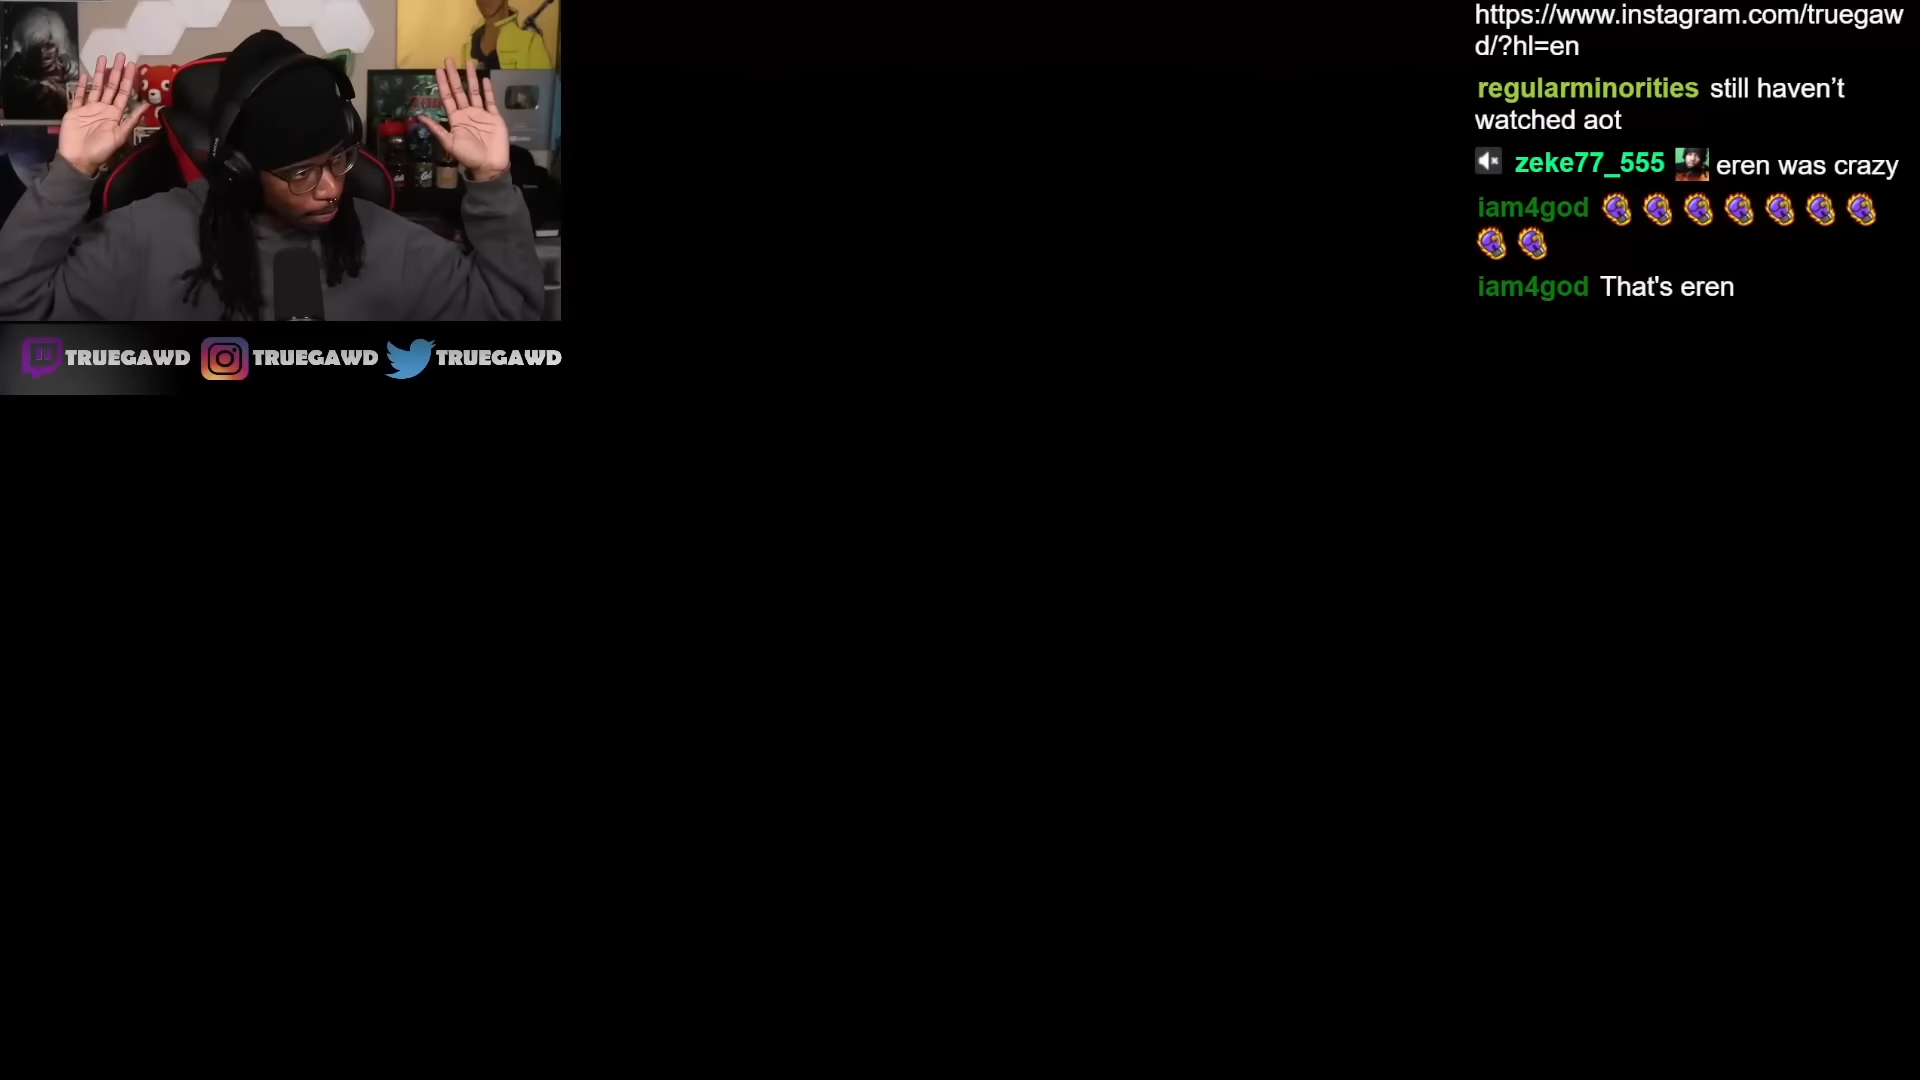 https://www.instagram.com/truegaw
d/?hl=en
regularminorities still haven’t
watched aot
zeke77_555 eren was crazy
iam4god
iam4god That's eren
TRUEGAWD TRUEGAWD TRUEGAWD